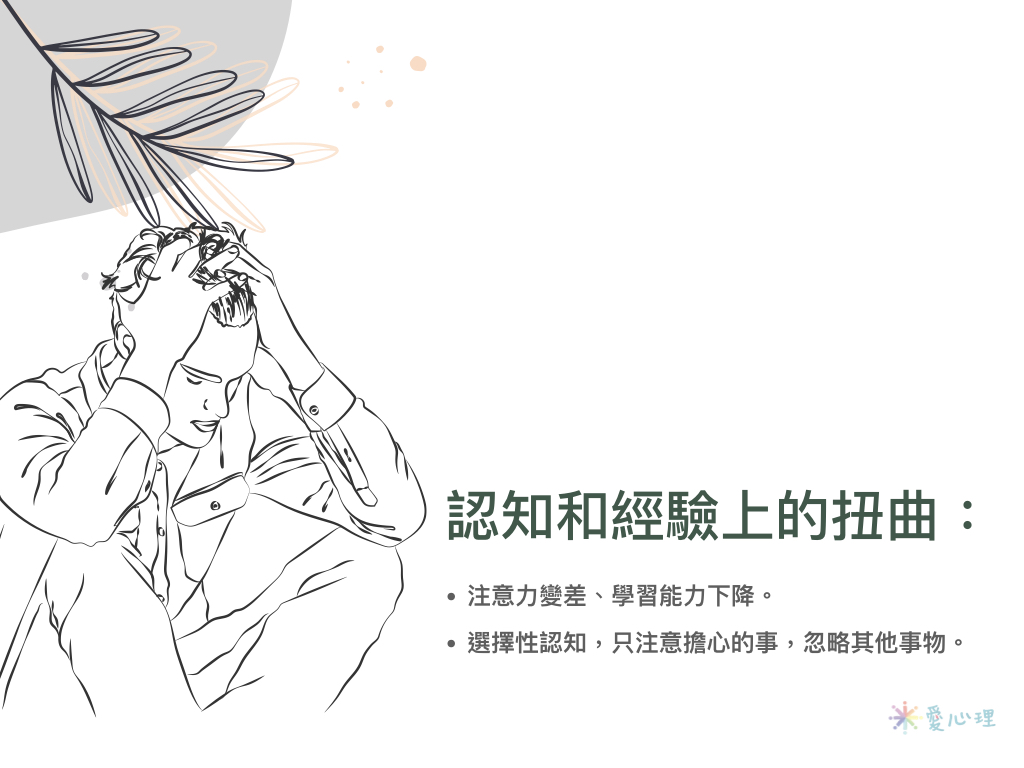 認知和經驗上的扭曲：
• 注意力變差、學習能力下降。
• 選擇性認知，只注意擔心的事，忽略其他事物。
愛心理